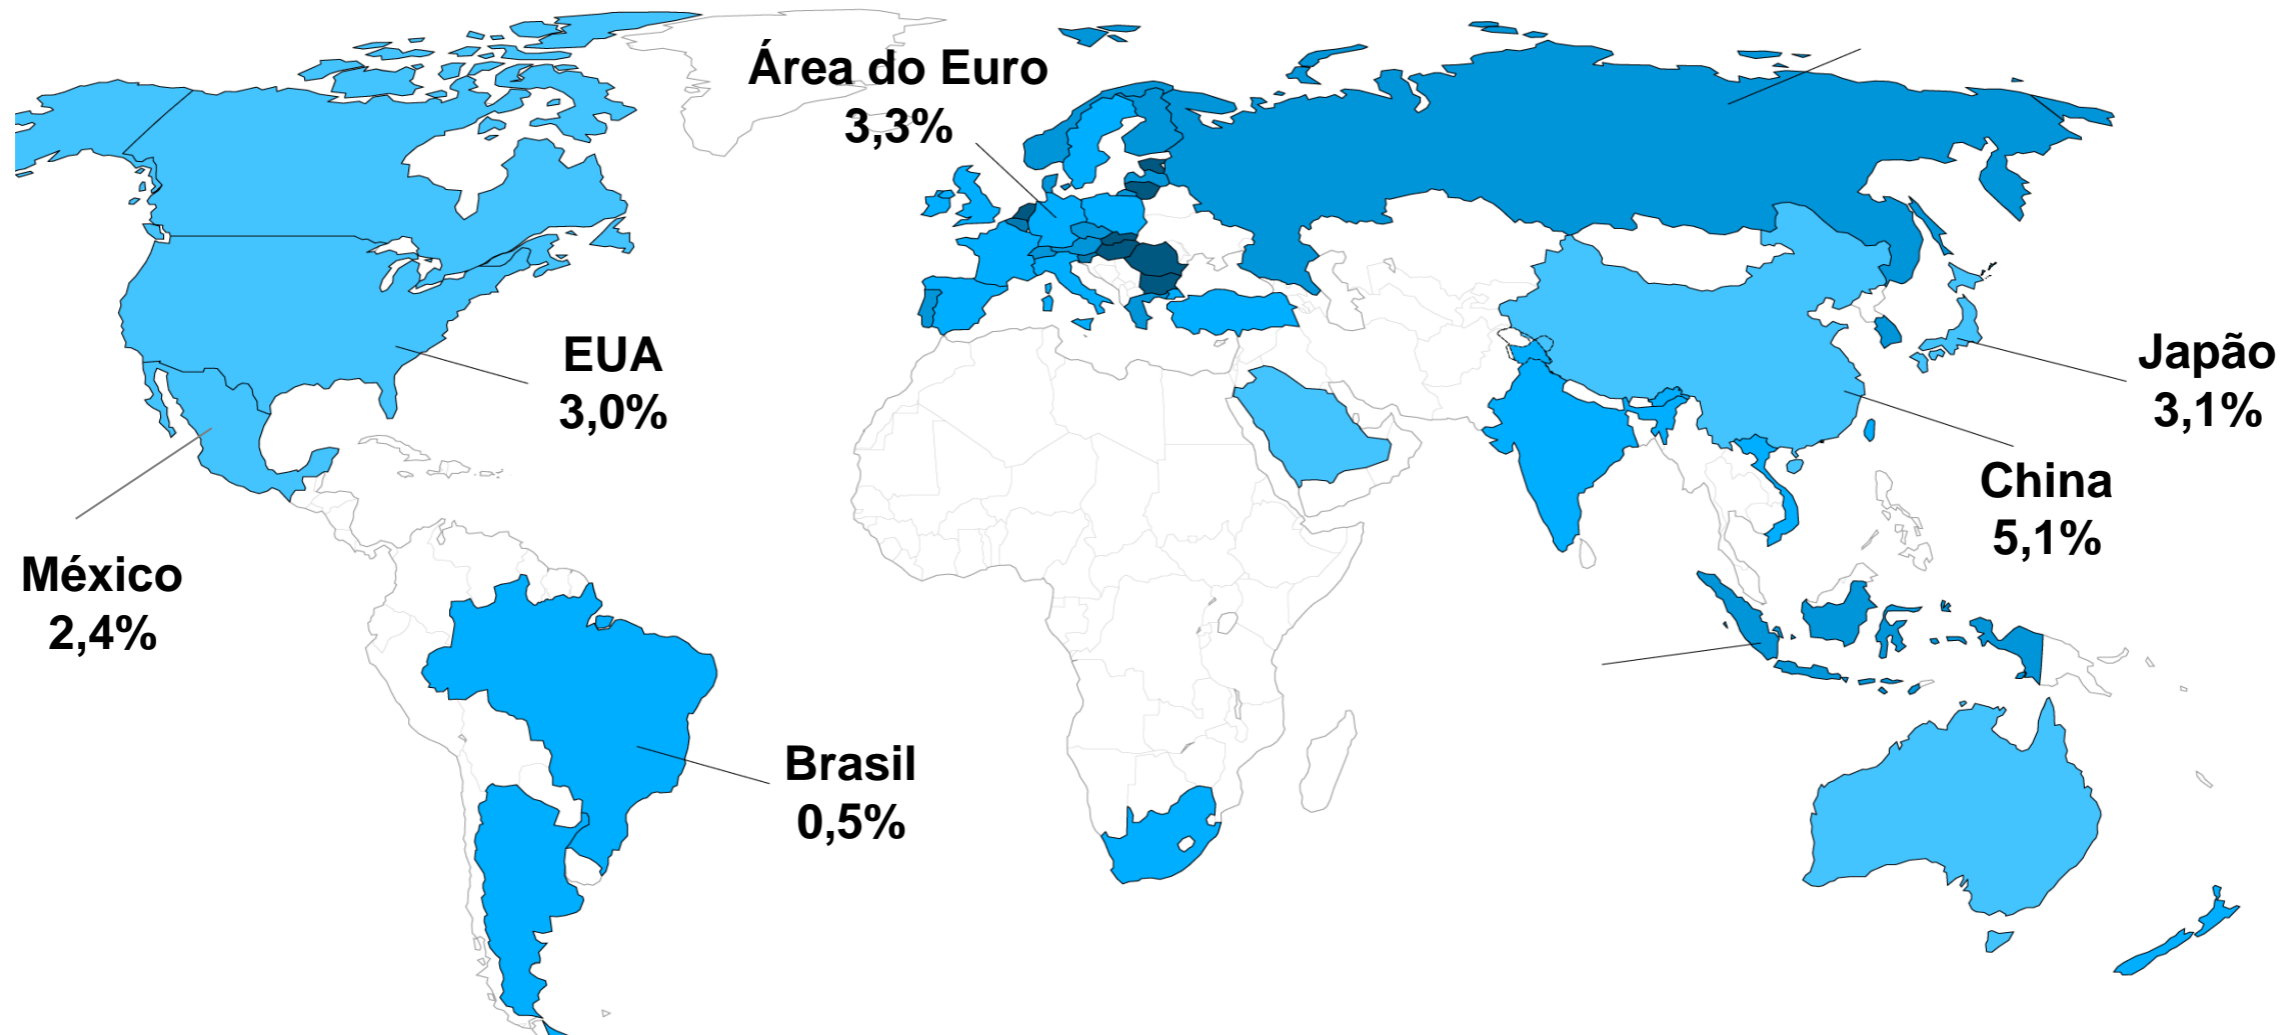 Área do Euro
3,3%
EUA
3,0%
Japão
3,1%
China
5,1%
México
2,4%
Brasil
0,5%